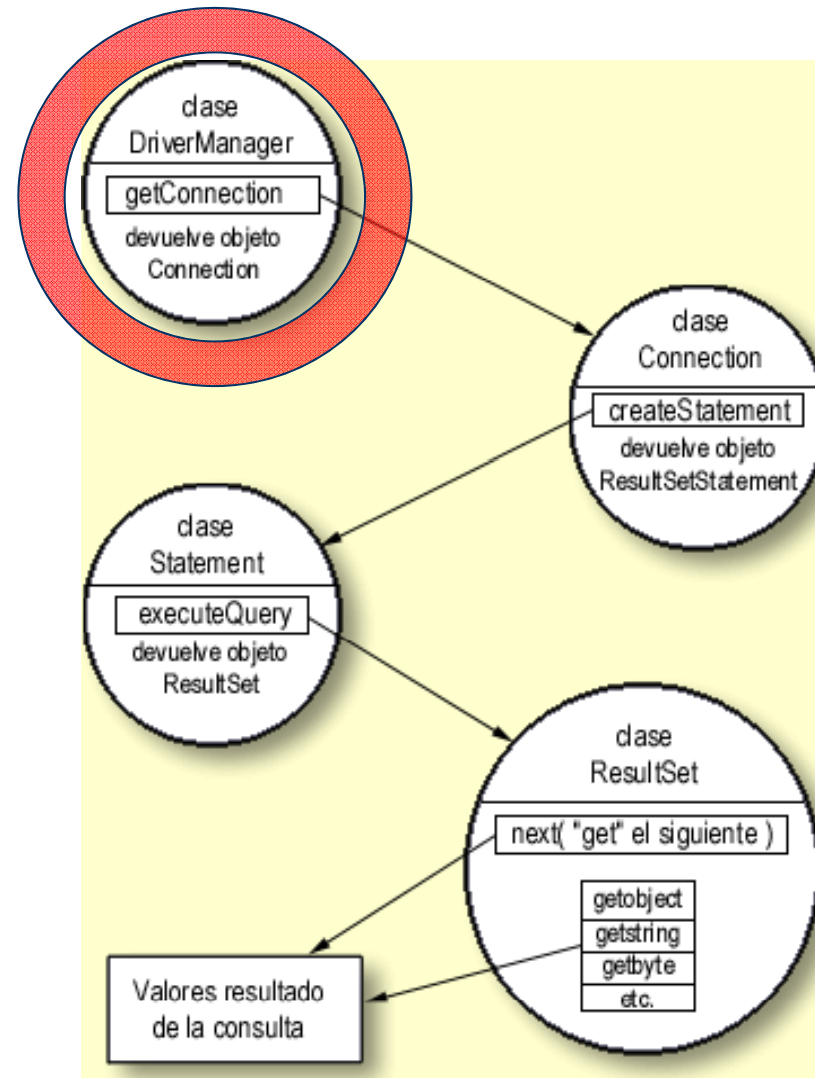 clase
DriverManager
getConnection
devuelve objeto
Connection
clase
Connection
createStatement
devuelve objeto
ResultSetStatement
clase
Statement
executeQuery
devuelve objeto
ResultSet
clase
ResultSet
next( "get" el siguiente )
getobject
getstring
getbyte
etc.
Valores resultado
de la consulta